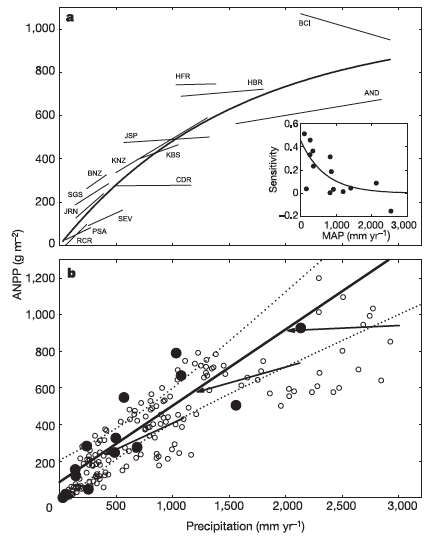 a
1,000
800
600
400
200
0
BCI
HFR
HBR
AND
JSP
KBS
KNZ
BNZ
CDR
SGS
JRN
SEV
PSA
RCR
0.6
0.4
0.2
0
−0.2
Sensitivity
0 1,000 2,000 3,000
MAP (mm yr⁻¹)
ANPP (g m⁻²)
b
1,200
1,000
800
600
400
200
0
500 1,000 1,500 2,000 2,500 3,000
Precipitation (mm yr⁻¹)